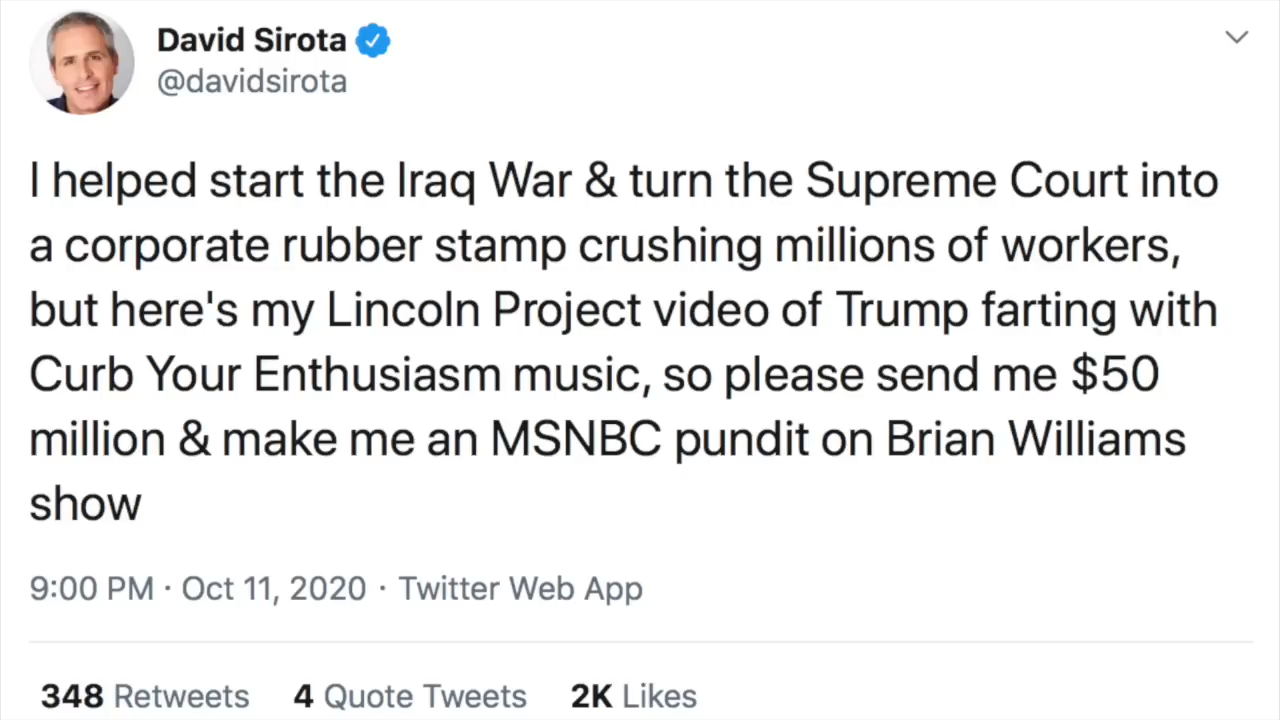 David Sirota
@davidsirota
I helped start the Iraq War & turn the Supreme Court into
a corporate rubber stamp crushing millions of workers,
but here's my Lincoln Project video of Trump farting with
Curb Your Enthusiasm music, so please send me $50
million & make me an MSNBC pundit on Brian Williams
show
9:00 PM · Oct 11, 2020 · Twitter Web App
348 Retweets 4 Quote Tweets 2K Likes